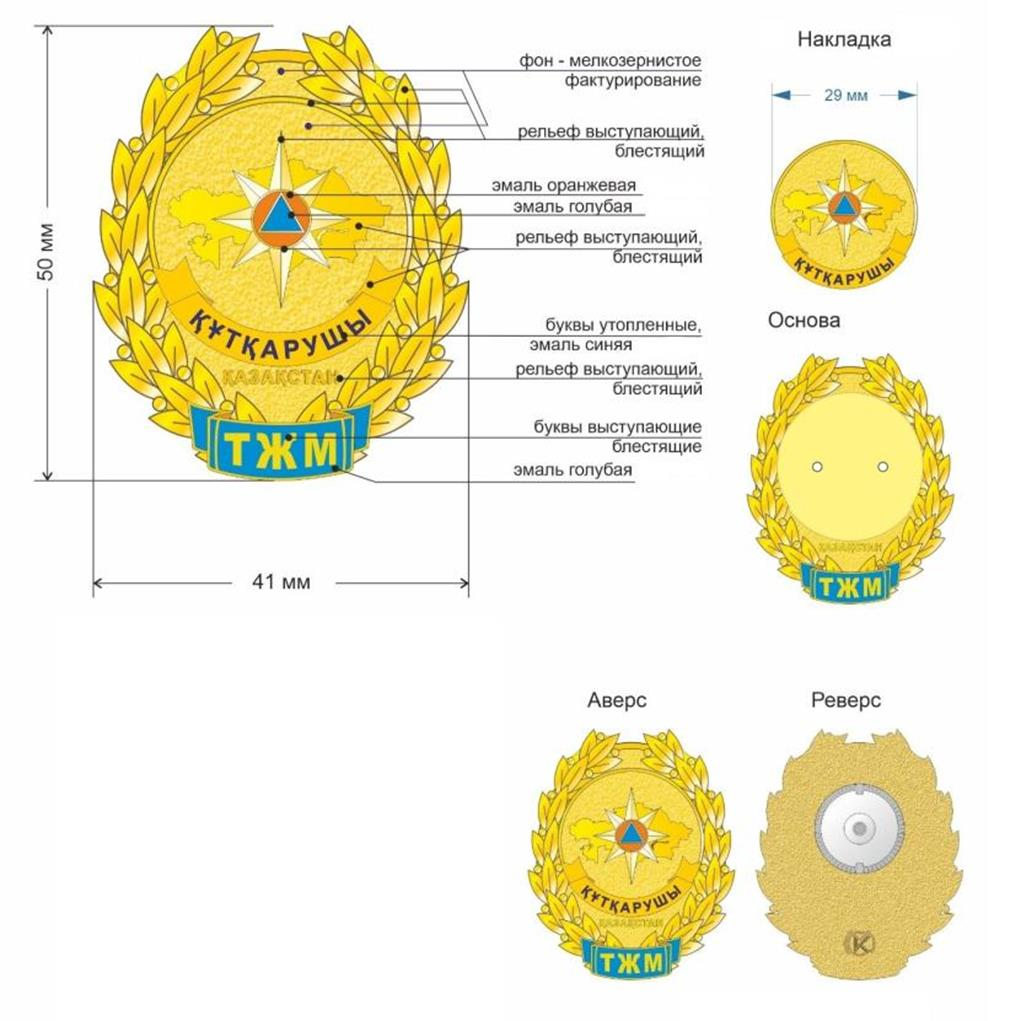 фон - мелкозернистое
фактурирование
рельеф выступающий,
блестящий
эмаль оранжевая
эмаль голубая
рельеф выступающий,
блестящий
буквы утопленные,
эмаль синяя
рельеф выступающий,
блестящий
буквы выступающие
блестящие
эмаль голубая
50 мм
41 мм
ҚҰТҚАРУШЫ
ҚАЗАҚСТАН
ТЖМ
Накладка
29 мм
ҚҰТҚАРУШЫ
Основа
ҚАЗАҚСТАН
ТЖМ
Аверс
ҚҰТҚАРУШЫ
ҚАЗАҚСТАН
ТЖМ
Реверс
К